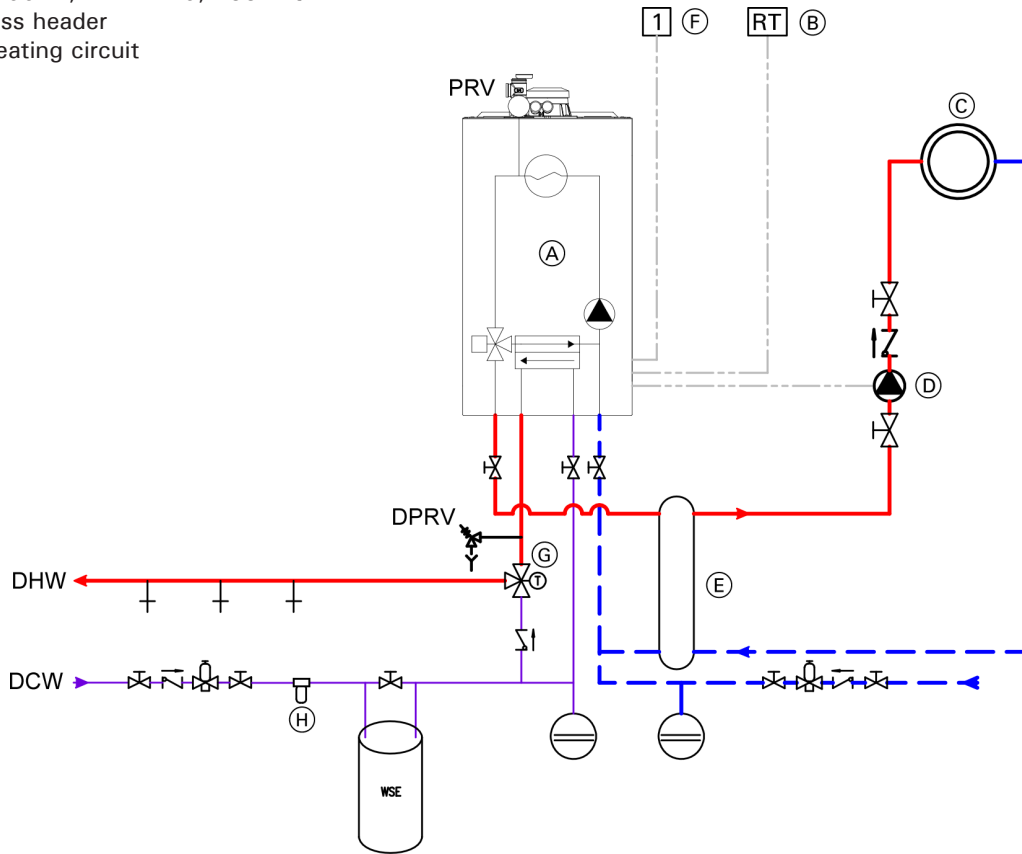 ss header
eating circuit
1 F RT B
PRV
C
A
D
DPRV
G
T
DHW
E
DCW
H
WSE